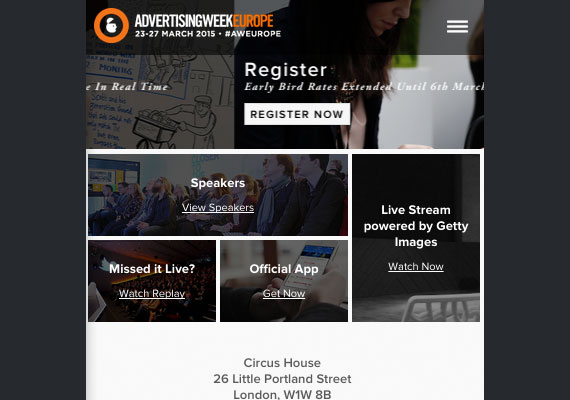 ADVERTISINGWEEKEUROPE
23-27 MARCH 2015 • #AWEUROPE
Register
e In Real Time
Early Bird Rates Extended Until 6th March
REGISTER NOW
Speakers
View Speakers
Live Stream
powered by Getty
Images
Watch Now
Missed it Live?
Watch Replay
Official App
Get Now
Circus House
26 Little Portland Street
London, W1W 8B